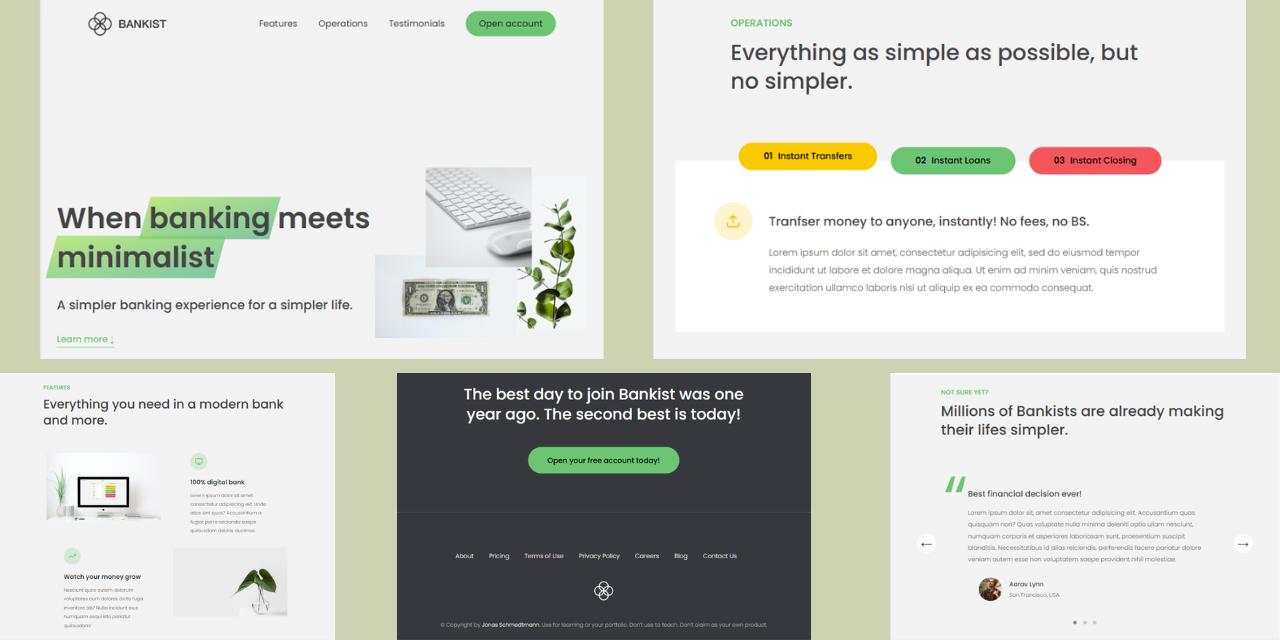 BANKIST
Features
Operations
Testimonials
Open account
When banking meets
minimalist
A simpler banking experience for a simpler life.
Learn more ↓
OPERATIONS
Everything as simple as possible, but
no simpler.
01 Instant Transfers
02 Instant Loans
03 Instant Closing
Tranfser money to anyone, instantly! No fees, no BS.
Lorem ipsum dolor sit amet, consectetur adipisicing elit, sed do eiusmod tempor
incididunt ut labore et dolore magna aliqua. Ut enim ad minim veniam, quis nostrud
exercitation ullamco laboris nisi ut aliquip ex ea commodo consequat.
FEATURES
Everything you need in a modern bank
and more.
100% digital bank
Lorem ipsum dolor sit amet
consectetur adipisicing elit. Unde
alias sint quos? Accusantium a
fugiat porro reiciendis saepe
quibusdam debitis ducimus.
Watch your money grow
Nesciunt quos autem dolorum
voluptates cum dolores dicta fuga
inventore ab? Nulla incidunt eius
numquam sequi iste pariatur
quibusdam!
The best day to join Bankist was one
year ago. The second best is today!
Open your free account today!
About
Pricing
Terms of Use
Privacy Policy
Careers
Blog
Contact Us
© Copyright by Jonas Schmedtmann. Use for learning or your portfolio. Don't use to teach. Don't claim as your own product.
NOT SURE YET?
Millions of Bankists are already making
their lifes simpler.
“
Best financial decision ever!
Lorem ipsum dolor sit, amet consectetur adipisicing elit. Accusantium quas
quisquam non? Quas voluptate nulla minima deleniti optio ullam nesciunt,
numquam corporis et asperiores laboriosam sunt, praesentium suscipit
blanditiis. Necessitatibus id alias reiciendis, perferendis facere pariatur dolore
veniam autem esse non voluptatem saepe provident nihil molestiae.
←
→
Aarav Lynn
San Francisco, USA